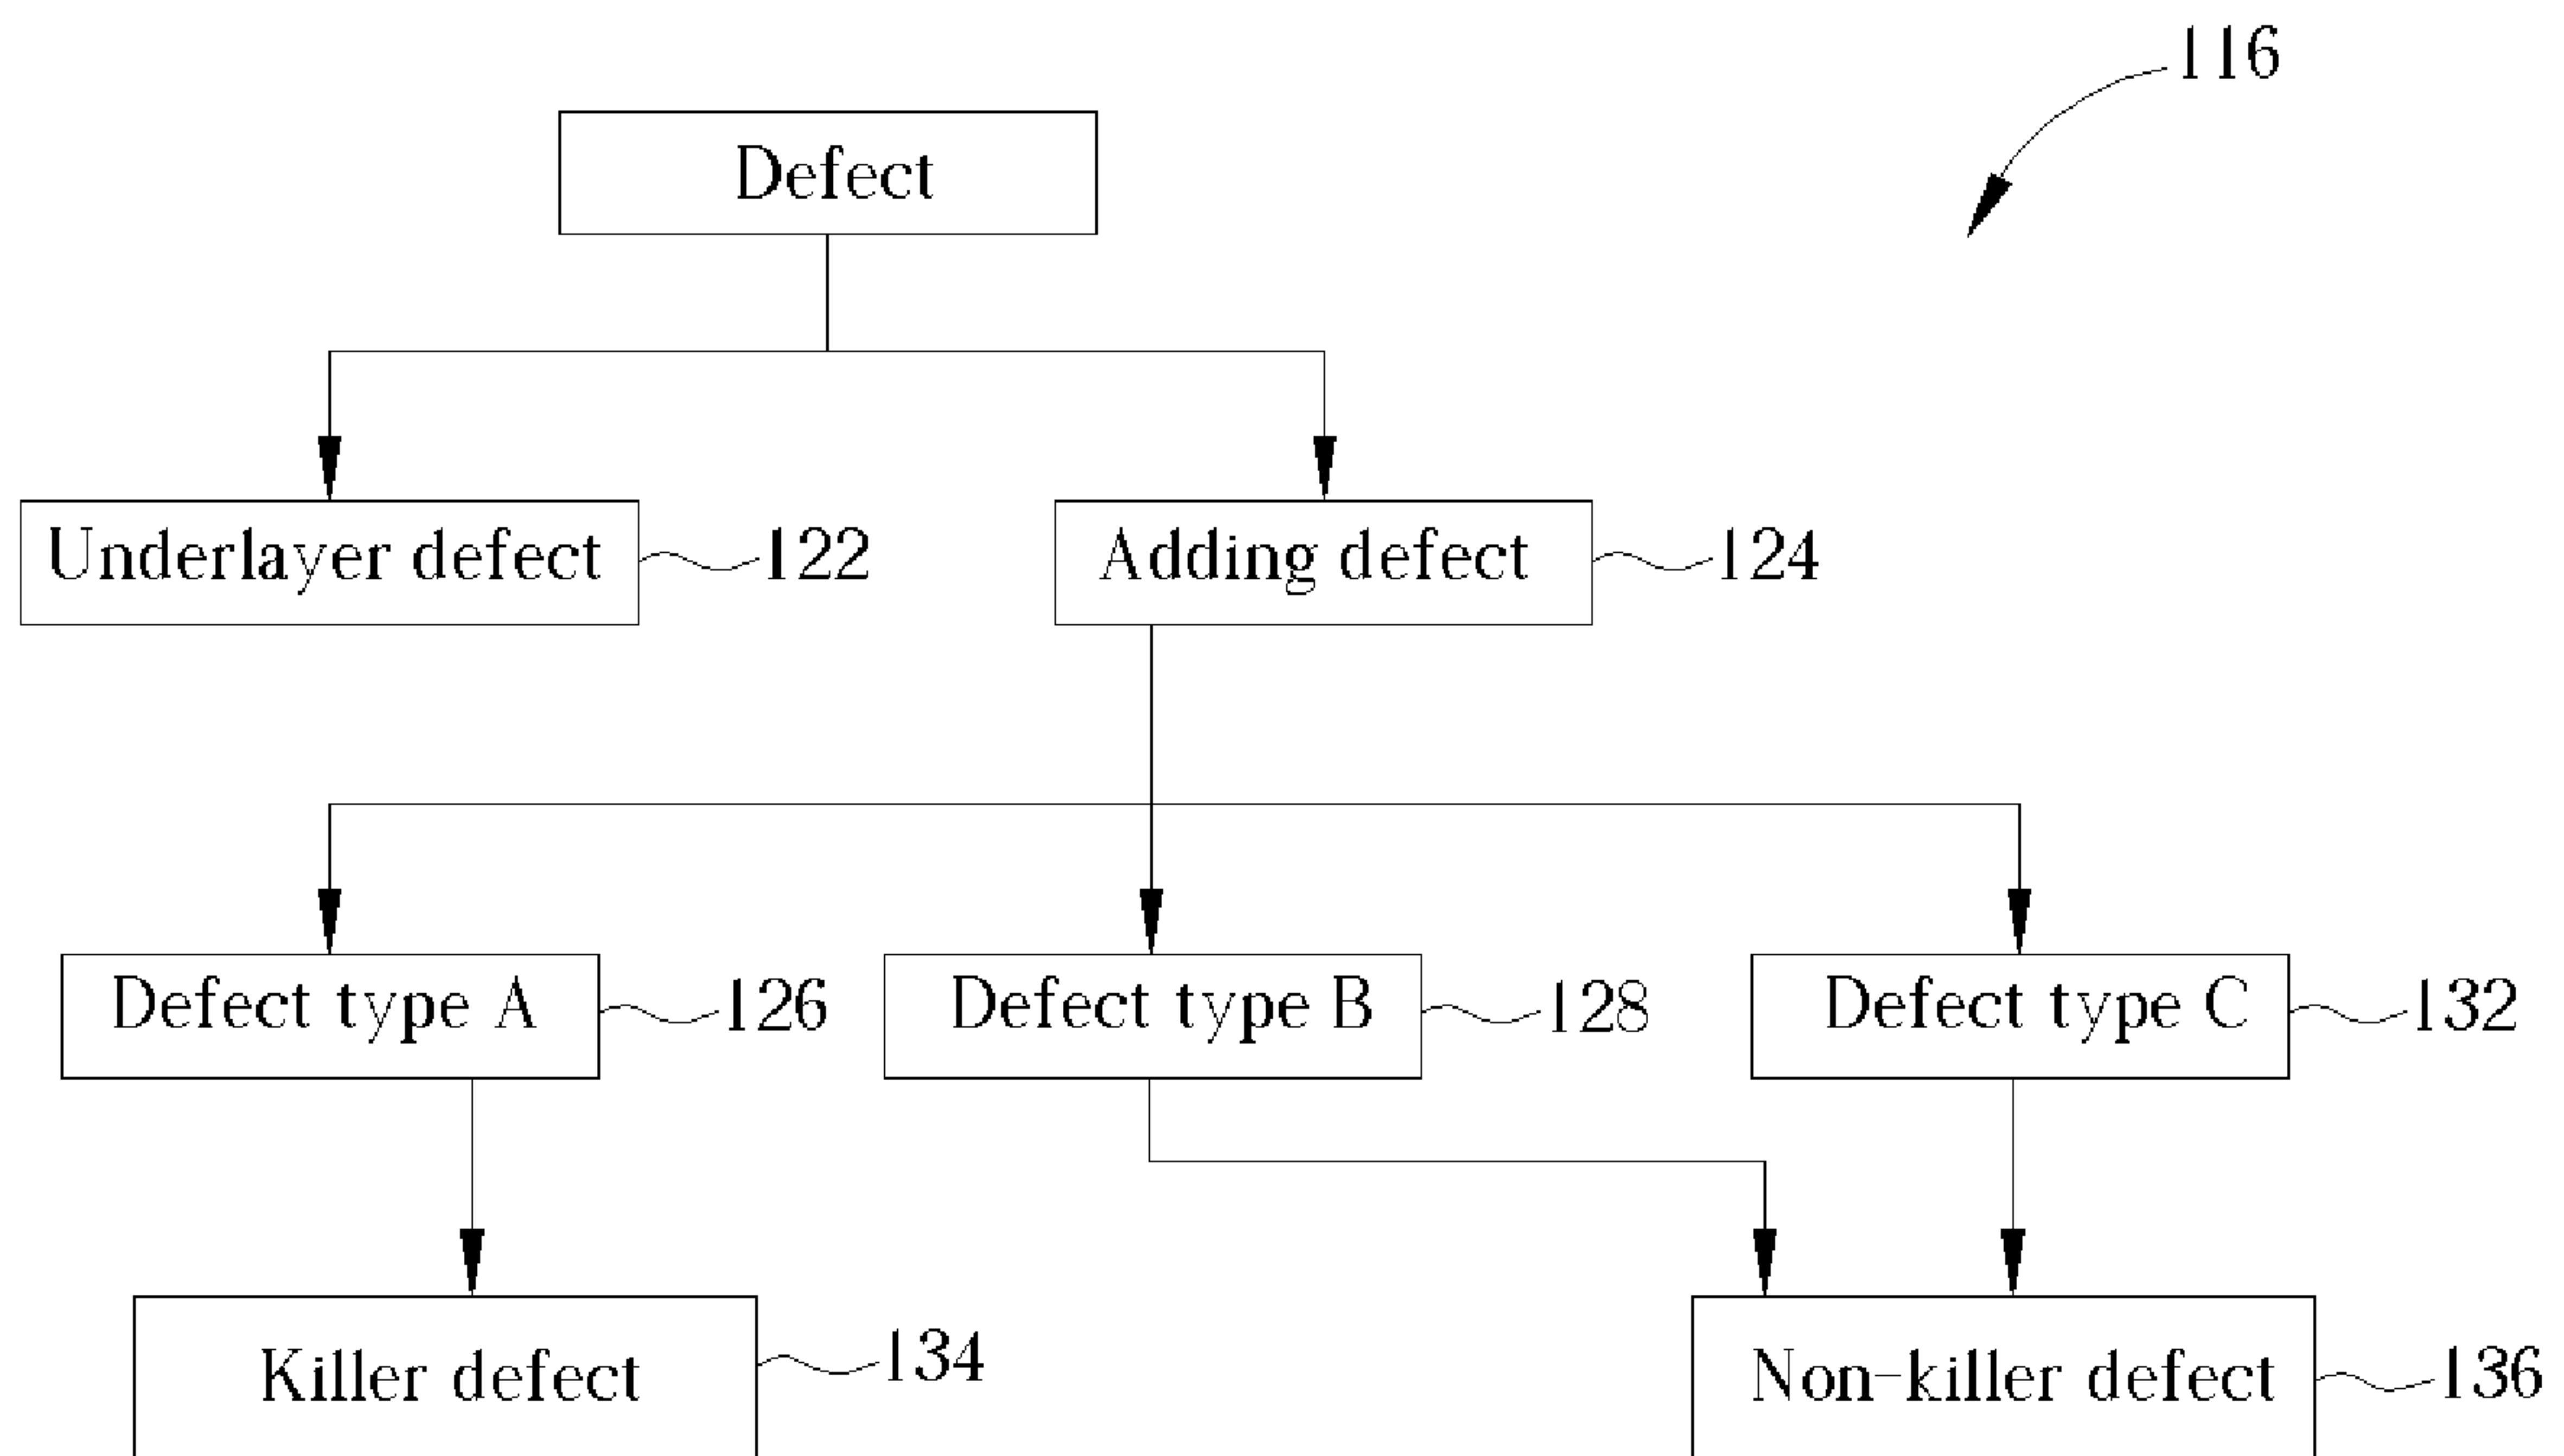 116
Defect
Underlayer defect 122
Adding defect 124
Defect type A 126
Defect type B 128
Defect type C 132
Killer defect 134
Non-killer defect 136